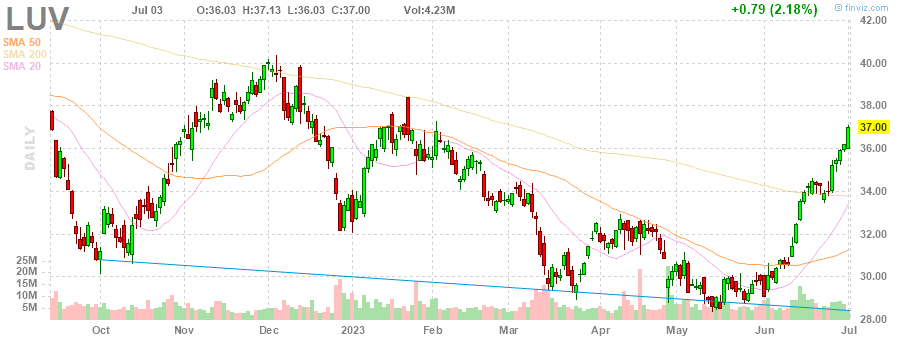 LUV Jul 03 O:36.03 H:37.13 L:36.03 C:37.00 Vol:4.23M +0.79 (2.18%) © finviz.com
SMA 50
SMA 200
SMA 20
DAILY
42.00
40.00
38.00
37.00
36.00
34.00
32.00
30.00
28.00
25M
20M
15M
10M
5M
Oct Nov Dec 2023 Feb Mar Apr May Jun Jul